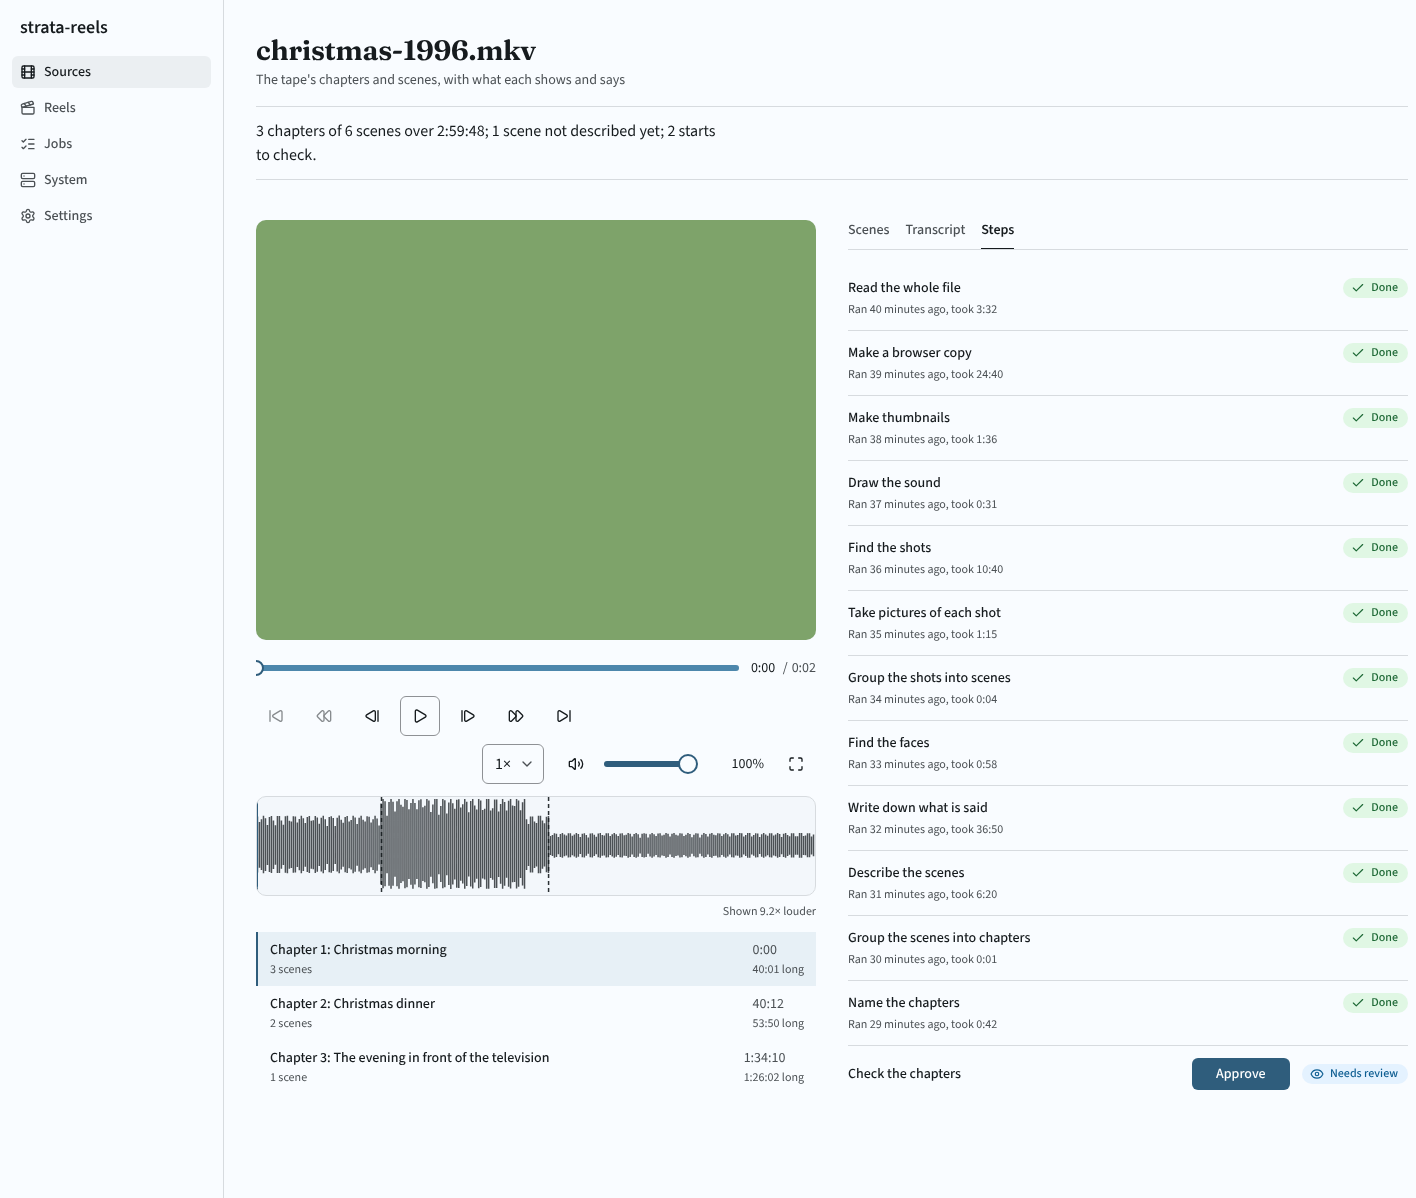 strata-reels
Sources
Reels
Jobs
System
Settings
christmas-1996.mkv
The tape's chapters and scenes, with what each shows and says
3 chapters of 6 scenes over 2:59:48; 1 scene not described yet; 2 starts
to check.
0:00 / 0:02
1×
100%
Shown 9.2× louder
Chapter 1: Christmas morning 0:00
3 scenes 40:01 long
Chapter 2: Christmas dinner 40:12
2 scenes 53:50 long
Chapter 3: The evening in front of the television 1:34:10
1 scene 1:26:02 long
Scenes Transcript Steps
Read the whole file Done
Ran 40 minutes ago, took 3:32
Make a browser copy Done
Ran 39 minutes ago, took 24:40
Make thumbnails Done
Ran 38 minutes ago, took 1:36
Draw the sound Done
Ran 37 minutes ago, took 0:31
Find the shots Done
Ran 36 minutes ago, took 10:40
Take pictures of each shot Done
Ran 35 minutes ago, took 1:15
Group the shots into scenes Done
Ran 34 minutes ago, took 0:04
Find the faces Done
Ran 33 minutes ago, took 0:58
Write down what is said Done
Ran 32 minutes ago, took 36:50
Describe the scenes Done
Ran 31 minutes ago, took 6:20
Group the scenes into chapters Done
Ran 30 minutes ago, took 0:01
Name the chapters Done
Ran 29 minutes ago, took 0:42
Check the chapters Approve Needs review